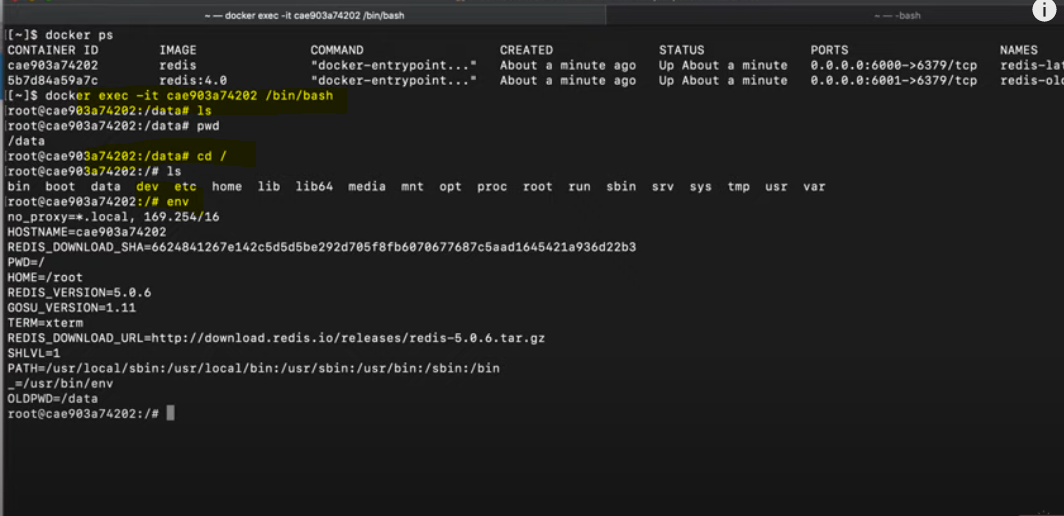 ~ — docker exec -it cae903a74202 /bin/bash
~ — -bash
[~]$ docker ps
CONTAINER ID IMAGE COMMAND CREATED STATUS PORTS NAMES
cae903a74202 redis "docker-entrypoint..." About a minute ago Up About a minute 0.0.0.0:6000->6379/tcp redis-lat
5b7d84a59a7c redis:4.0 "docker-entrypoint..." About a minute ago Up About a minute 0.0.0.0:6001->6379/tcp redis-old
[~]$ docker exec -it cae903a74202 /bin/bash
root@cae903a74202:/data# ls
root@cae903a74202:/data# pwd
/data
root@cae903a74202:/data# cd /
root@cae903a74202:/# ls
bin boot data dev etc home lib lib64 media mnt opt proc root run sbin srv sys tmp usr var
root@cae903a74202:/# env
no_proxy=*.local, 169.254/16
HOSTNAME=cae903a74202
REDIS_DOWNLOAD_SHA=6624841267e142c5d5d5be292d705f8fb6070677687c5aad1645421a936d22b3
PWD=/
HOME=/root
REDIS_VERSION=5.0.6
GOSU_VERSION=1.11
TERM=xterm
REDIS_DOWNLOAD_URL=http://download.redis.io/releases/redis-5.0.6.tar.gz
SHLVL=1
PATH=/usr/local/sbin:/usr/local/bin:/usr/sbin:/usr/bin:/sbin:/bin
_=/usr/bin/env
OLDPWD=/data
root@cae903a74202:/#